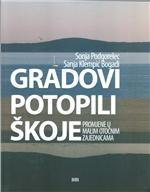 Sonja Podgorelec
Sanja Klempić Bogadi
GRADOVI
POTOPILI
ŠKOJE
PROMJENE U
MALIM OTOČNIM
ZAJEDNICAMA